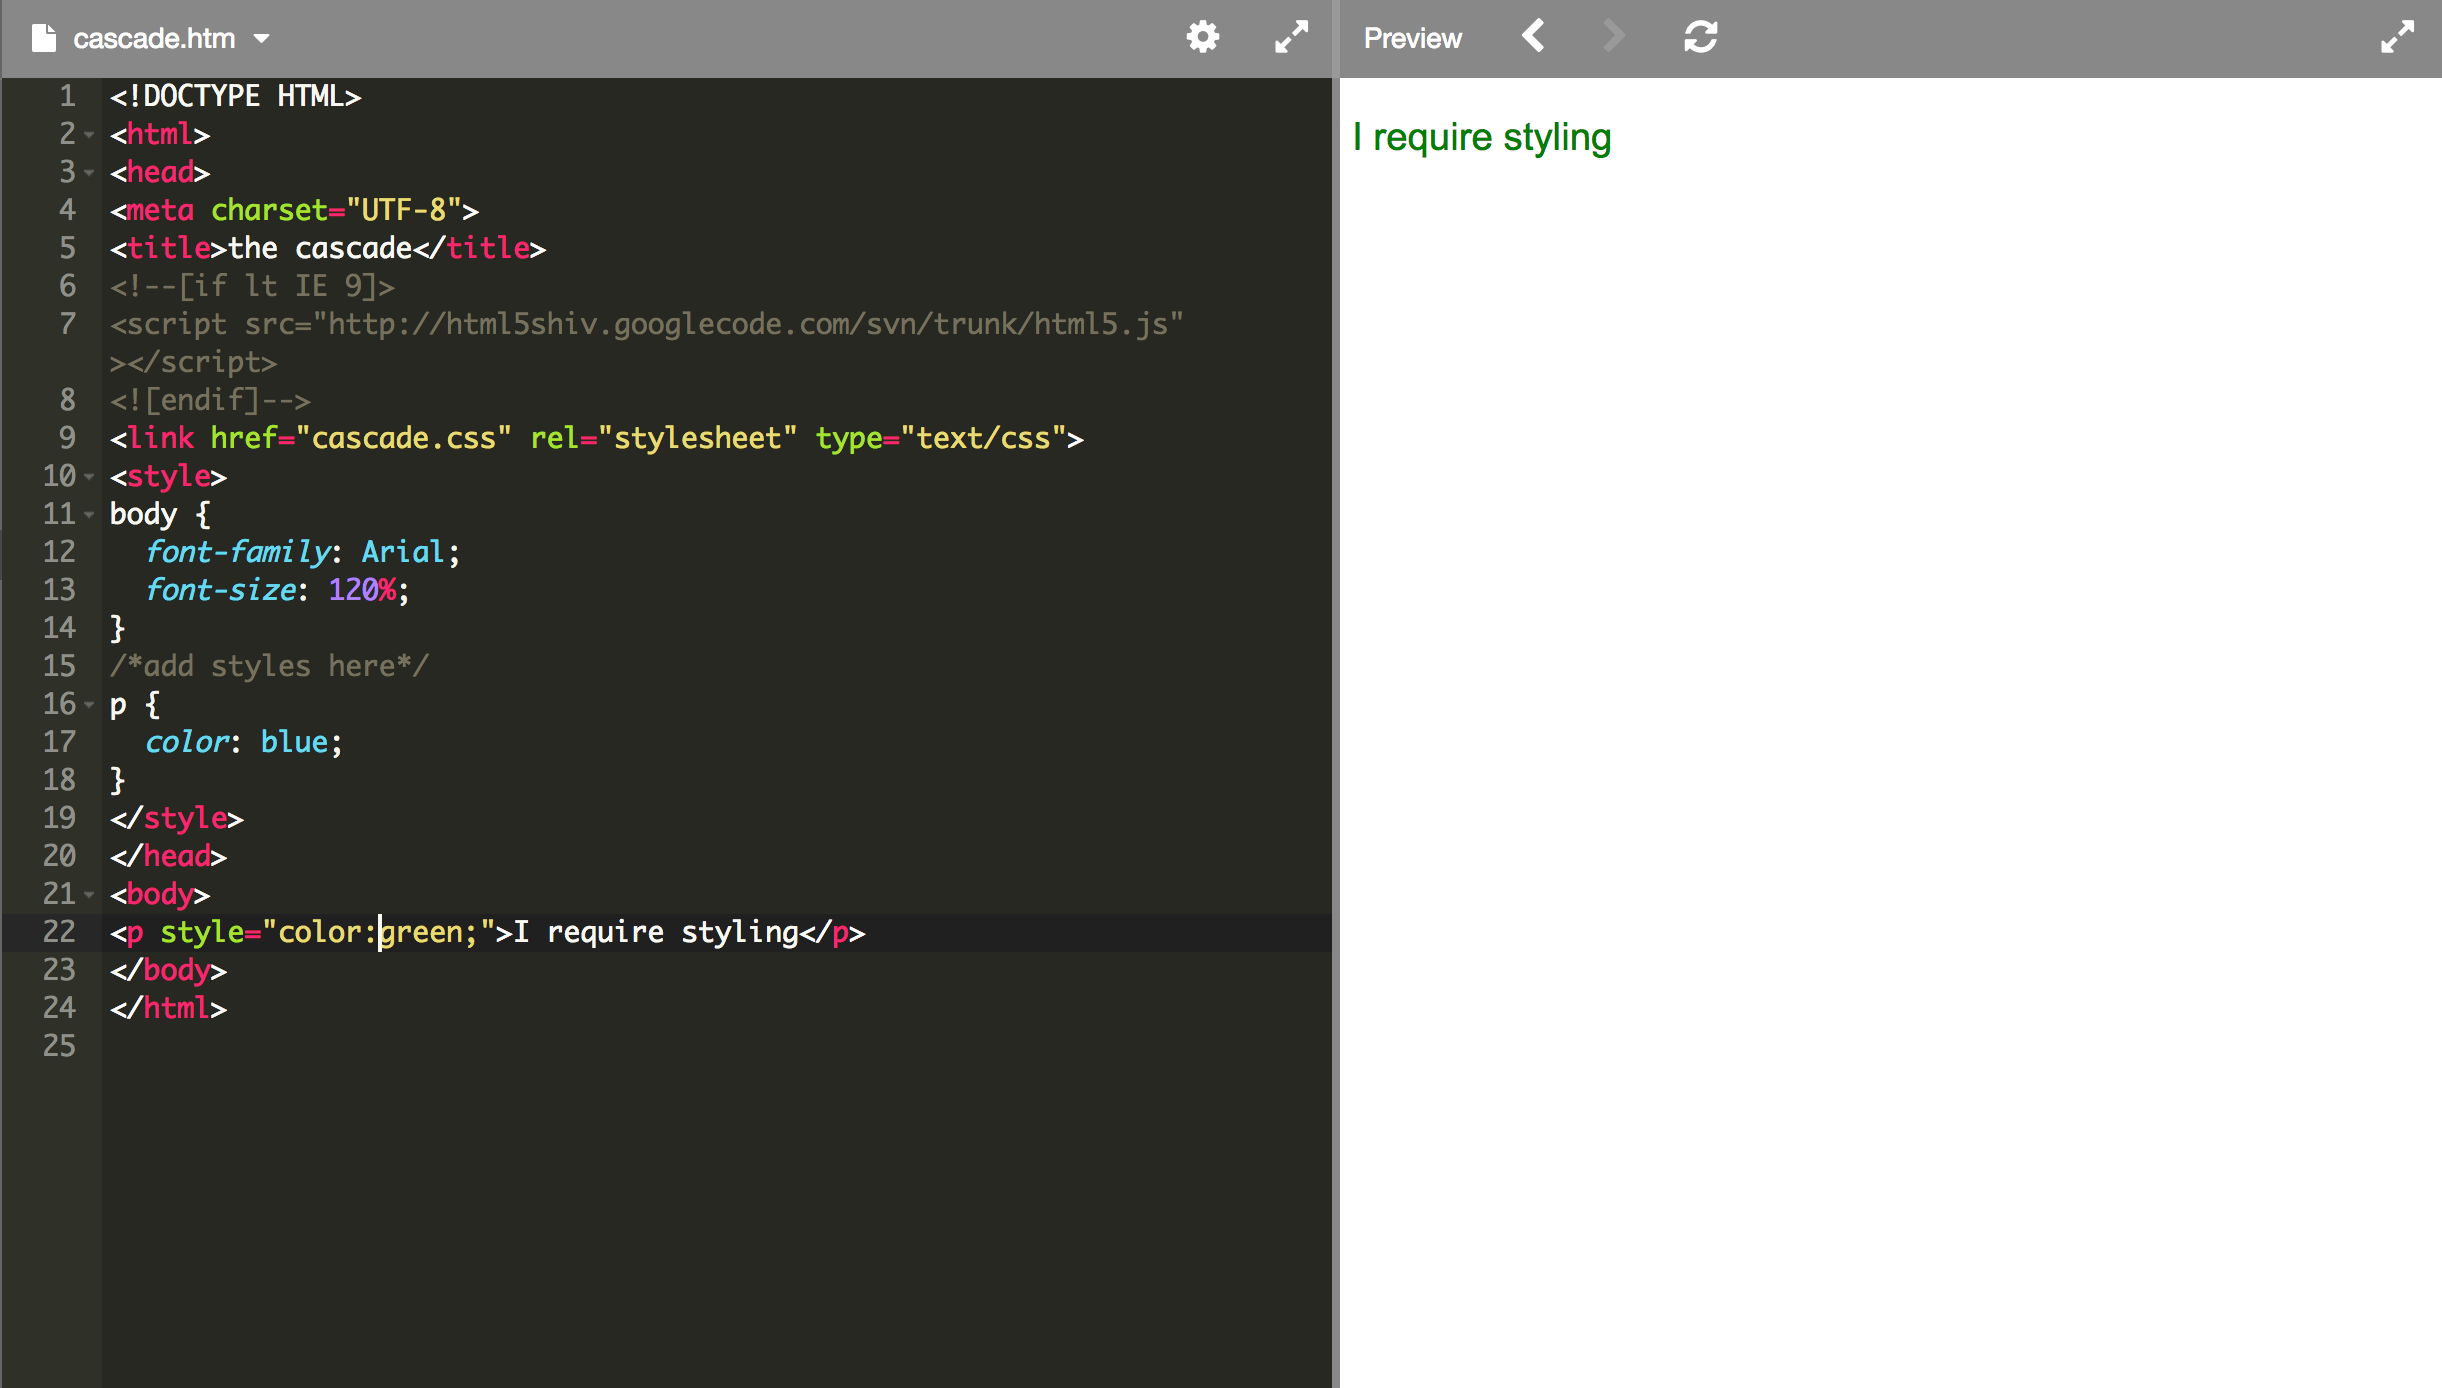 cascade.htm
Preview
1 <!DOCTYPE HTML>
2 <html>
3 <head>
4 <meta charset="UTF-8">
5 <title>the cascade</title>
6 <!--[if lt IE 9]>
7 <script src="http://html5shiv.googlecode.com/svn/trunk/html5.js"
></script>
8 <![endif]-->
9 <link href="cascade.css" rel="stylesheet" type="text/css">
10 <style>
11 body {
12   font-family: Arial;
13   font-size: 120%;
14 }
15 /*add styles here*/
16 p {
17   color: blue;
18 }
19 </style>
20 </head>
21 <body>
22 <p style="color:green;">I require styling</p>
23 </body>
24 </html>
25
I require styling